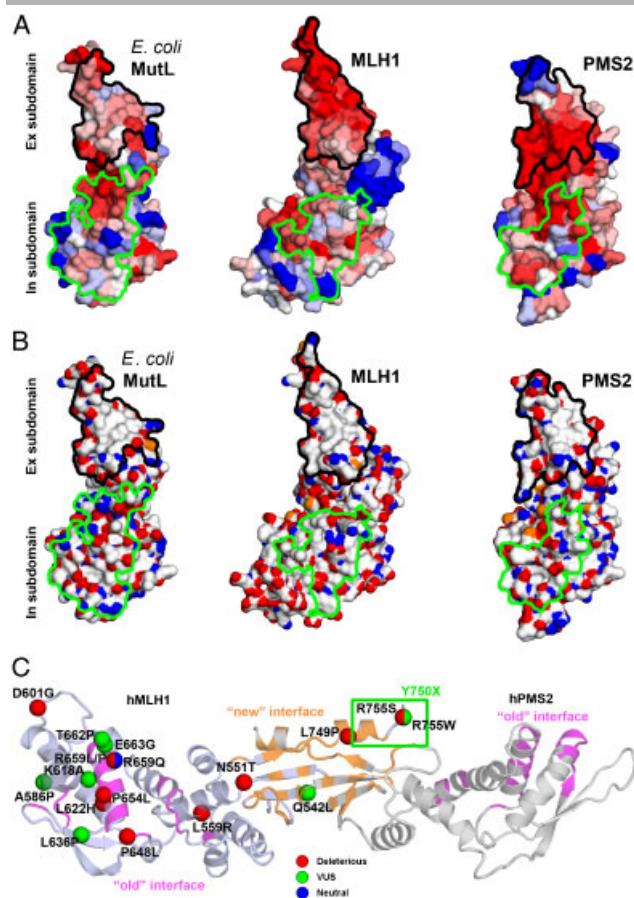 A
E. coli
MutL
MLH1
PMS2
Ex subdomain
In subdomain
B
E. coli
MutL
MLH1
PMS2
Ex subdomain
In subdomain
C
D601G
hMLH1
"new" interface
Y750X
hPMS2
R755S
"old" interface
T662P
E663G
L749P
R755W
R659L/P
R659Q
K618A
N551T
A586P
P654L
L622H
Q542L
L559R
L636P
P648L
"old" interface
Deleterious
VUS
Neutral